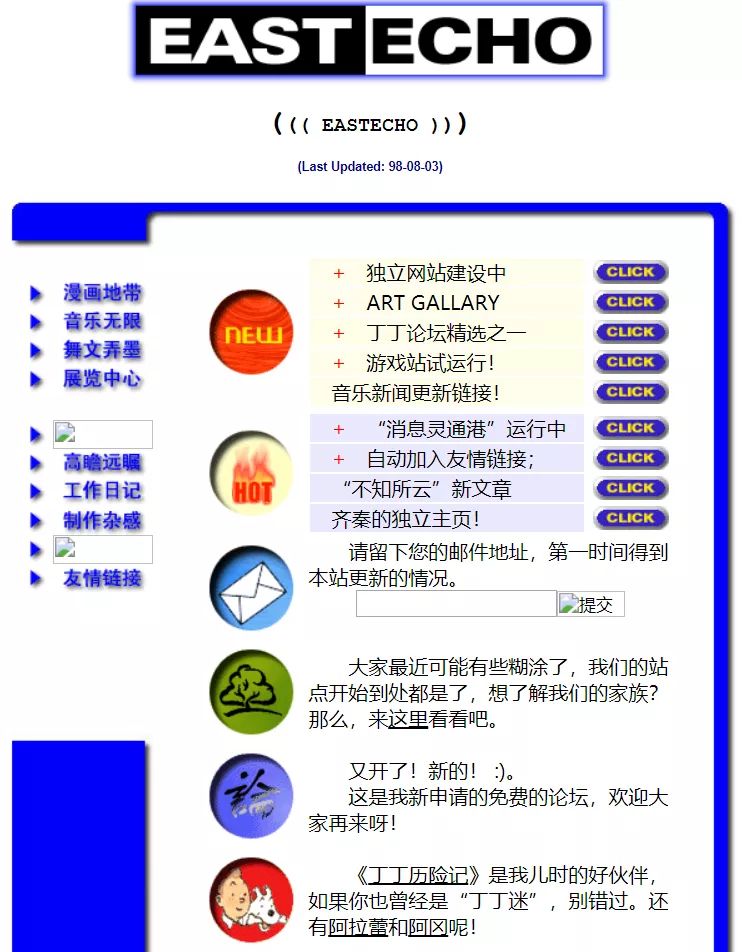 EASTECHO
((( EASTECHO )))
(Last Updated: 98-08-03)
漫画地带
音乐无限
舞文弄墨
展览中心
高瞻远瞩
工作日记
制作杂感
友情链接
NEW
+ 独立网站建设中 CLICK
+ ART GALLARY CLICK
+ 丁丁论坛精选之一 CLICK
+ 游戏站试运行! CLICK
音乐新闻更新链接! CLICK
HOT
+ “消息灵通港”运行中 CLICK
+ 自动加入友情链接; CLICK
“不知所云”新文章 CLICK
齐秦的独立主页! CLICK
请留下您的邮件地址，第一时间得到
本站更新的情况。
提交
大家最近可能有些糊涂了，我们的站
点开始到处都是了，想了解我们的家族？
那么，来这里看看吧。
又开了！新的！ :)。
这是我新申请的免费的论坛，欢迎大
家再来呀！
论
《丁丁历险记》是我儿时的好伙伴，
如果你也曾经是“丁丁迷”，别错过。还
有阿拉蕾和阿冈呢！